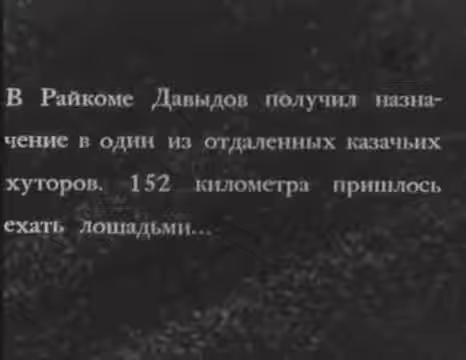 В Райкоме Давыдов получил назна-
чение в один из отдаленных казачьих
хуторов. 152 километра пришлось
ехать лошадьми...